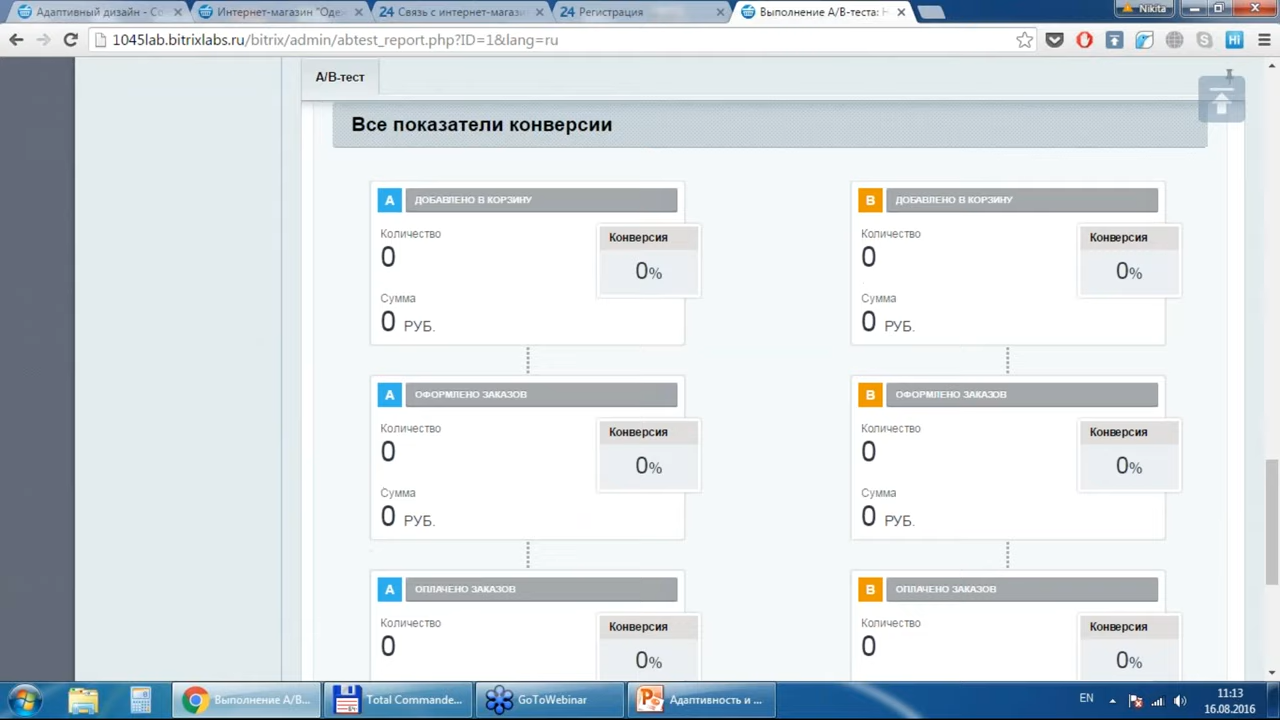 Адаптивный дизайн - Со
Интернет-магазин "Оде
24 Связь с интернет-магази
24 Регистрация
Выполнение A/B-теста: Н
Nikita
1045lab.bitrixlabs.ru/bitrix/admin/abtest_report.php?ID=1&lang=ru
Hi
A/B-тест
Все показатели конверсии
A ДОБАВЛЕНО В КОРЗИНУ
Количество
0
Конверсия
0%
Сумма
0 РУБ.
B ДОБАВЛЕНО В КОРЗИНУ
Количество
0
Конверсия
0%
Сумма
0 РУБ.
A ОФОРМЛЕНО ЗАКАЗОВ
Количество
0
Конверсия
0%
Сумма
0 РУБ.
B ОФОРМЛЕНО ЗАКАЗОВ
Количество
0
Конверсия
0%
Сумма
0 РУБ.
A ОПЛАЧЕНО ЗАКАЗОВ
Количество
0
Конверсия
0%
B ОПЛАЧЕНО ЗАКАЗОВ
Количество
0
Конверсия
0%
Выполнение A/B...
Total Commande...
GoToWebinar
Адаптивность и ...
EN
11:13
16.08.2016